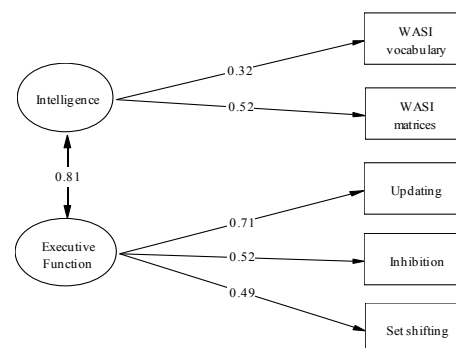 WASI
vocabulary
0.32
Intelligence
WASI
matrices
0.52
0.81
Updating
0.71
Executive
Function
0.52
Inhibition
0.49
Set shifting